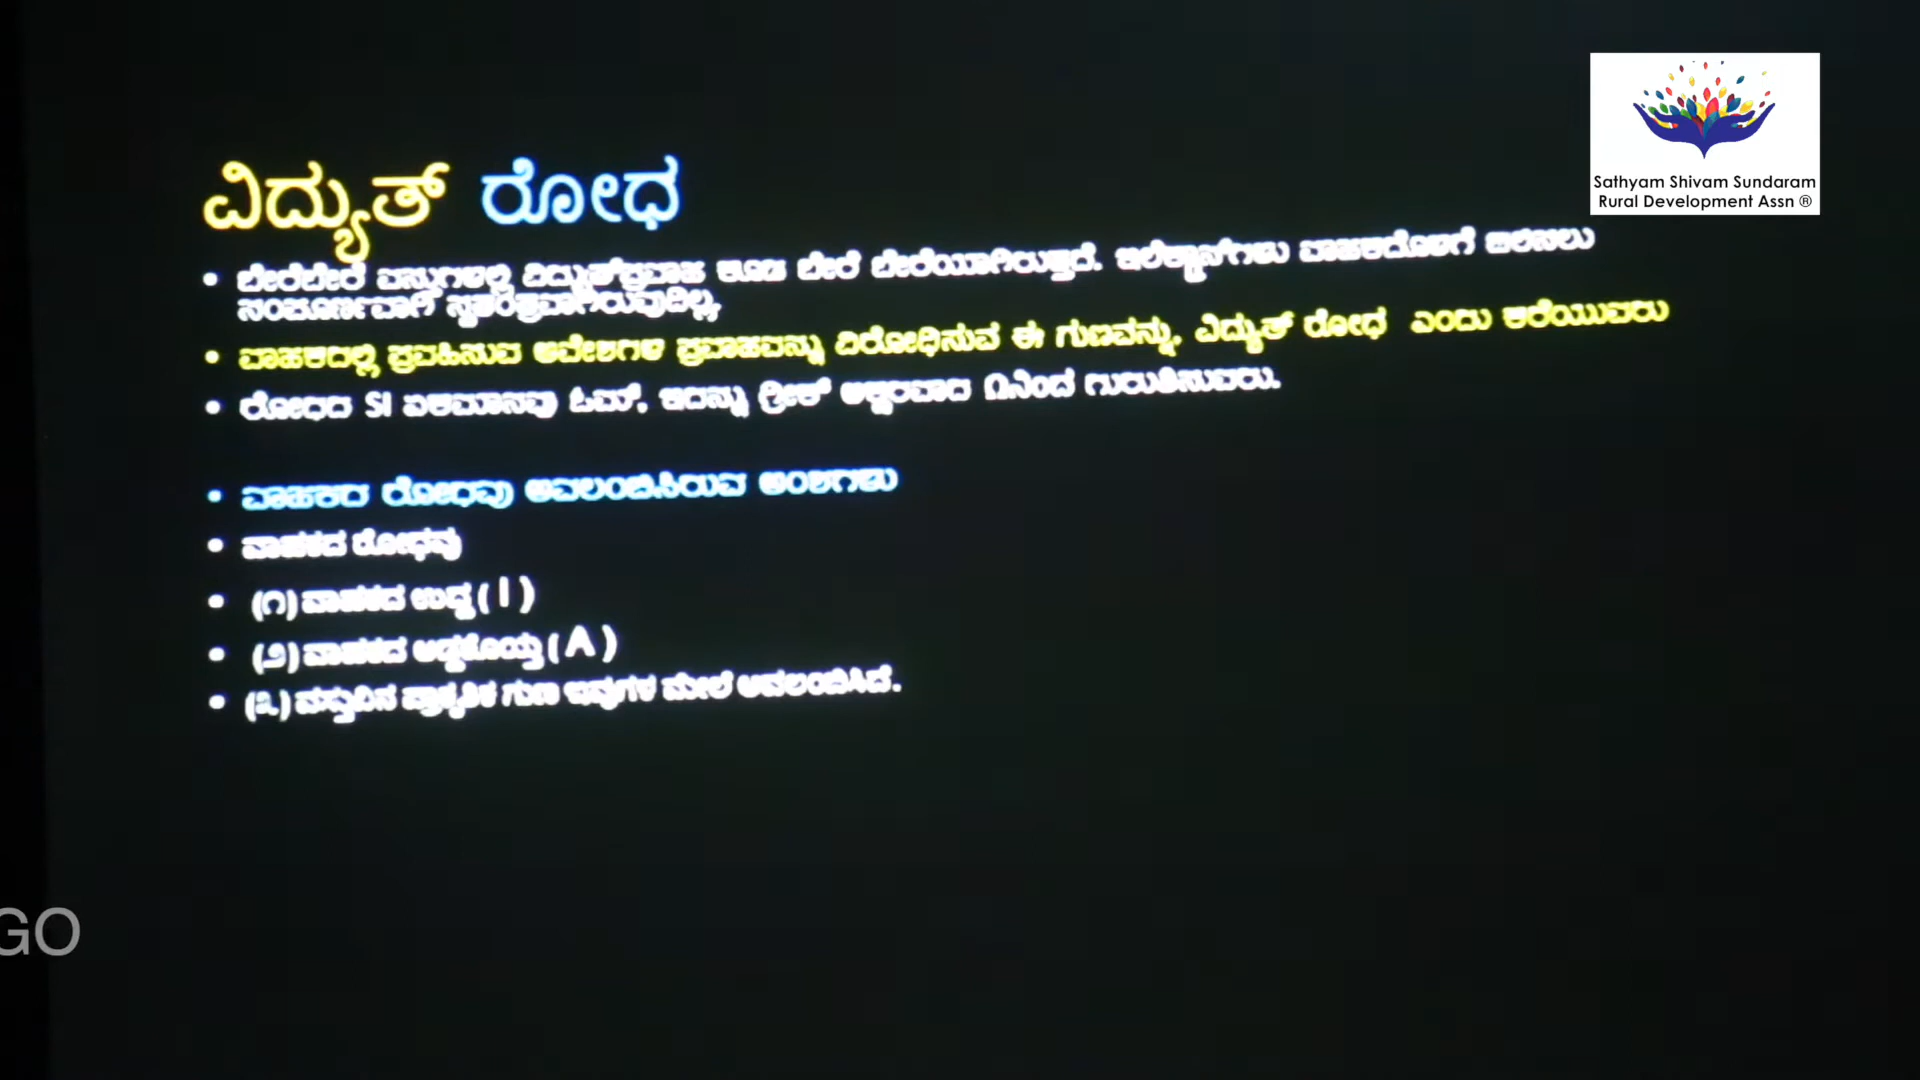 Sathyam Shivam Sundaram
Rural Development Assn ®
ವಿದ್ಯುತ್ ರೋಧ
• ಬೇರೆಬೇರೆ ವಸ್ತುಗಳಲ್ಲಿ ವಿದ್ಯುತ್‌ಪ್ರವಾಹ ಕೂಡ ಬೇರೆ ಬೇರೆಯಾಗಿರುತ್ತದೆ. ಇಲೆಕ್ಟ್ರಾನ್‌ಗಳು ವಾಹಕದೊಳಗೆ ಚಲಿಸಲು
ಸಂಪೂರ್ಣವಾಗಿ ಸ್ವತಂತ್ರವಾಗಿರುವುದಿಲ್ಲ.
• ವಾಹಕದಲ್ಲಿ ಪ್ರವಹಿಸುವ ಆವೇಶಗಳ ಪ್ರವಾಹವನ್ನು ವಿರೋಧಿಸುವ ಈ ಗುಣವನ್ನು. ವಿದ್ಯುತ್ ರೋಧ ಎಂದು ಕರೆಯುವರು
• ರೋಧದ SI ಏಕಮಾನವು ಓಮ್. ಇದನ್ನು ಗ್ರೀಕ್ ಅಕ್ಷರವಾದ Ωನಿಂದ ಗುರುತಿಸುವರು.
• ವಾಹಕದ ರೋಧವು ಅವಲಂಬಿಸಿರುವ ಅಂಶಗಳು
• ವಾಹಕದ ರೋಧವು
• (೧) ವಾಹಕದ ಉದ್ದ ( l )
• (೨) ವಾಹಕದ ಅಡ್ಡಕೊಯ್ತ ( A )
• (೩) ವಸ್ತುವಿನ ಪ್ರಾಕೃತಿಕ ಗುಣ ಇವುಗಳ ಮೇಲೆ ಅವಲಂಬಿಸಿದೆ.
GO